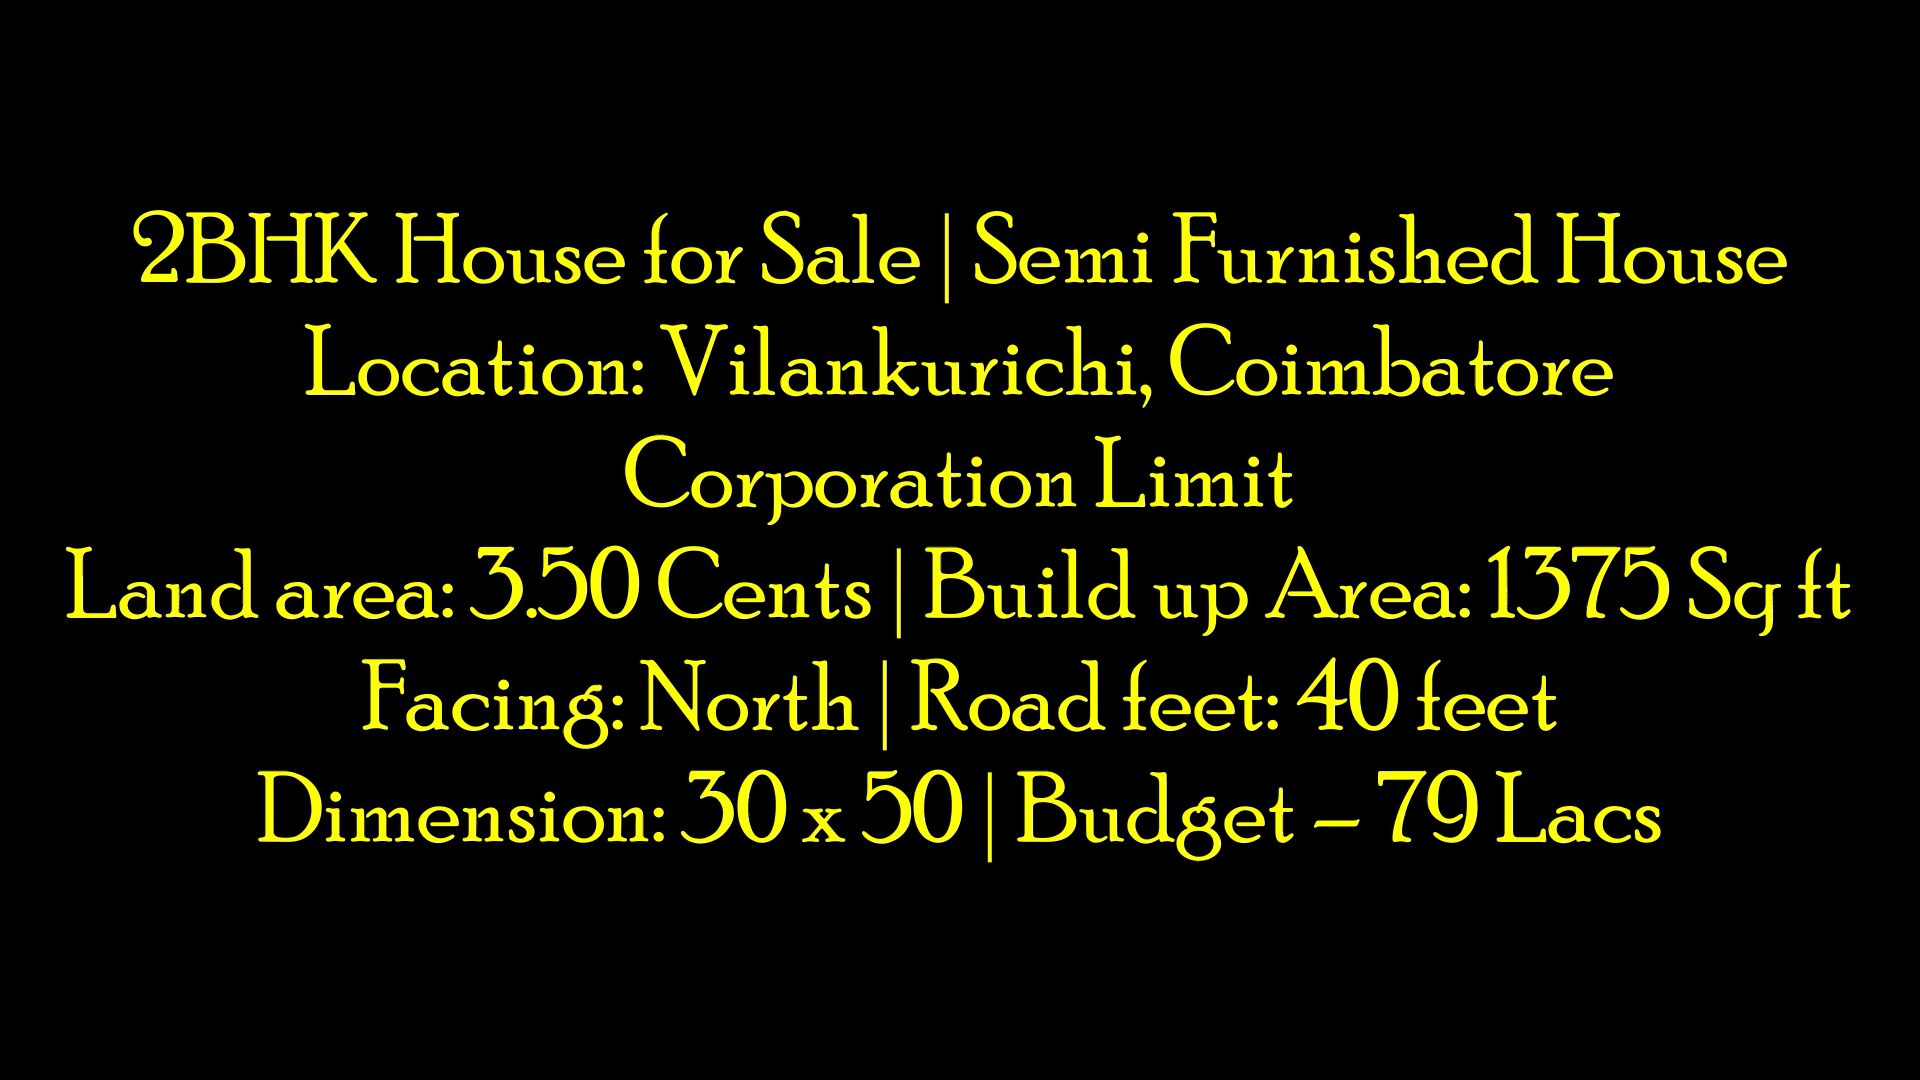 2BHK House for Sale | Semi Furnished House
Location: Vilankurichi, Coimbatore
Corporation Limit
Land area: 3.50 Cents | Build up Area: 1375 Sq ft
Facing: North | Road feet: 40 feet
Dimension: 30 x 50 | Budget – 79 Lacs